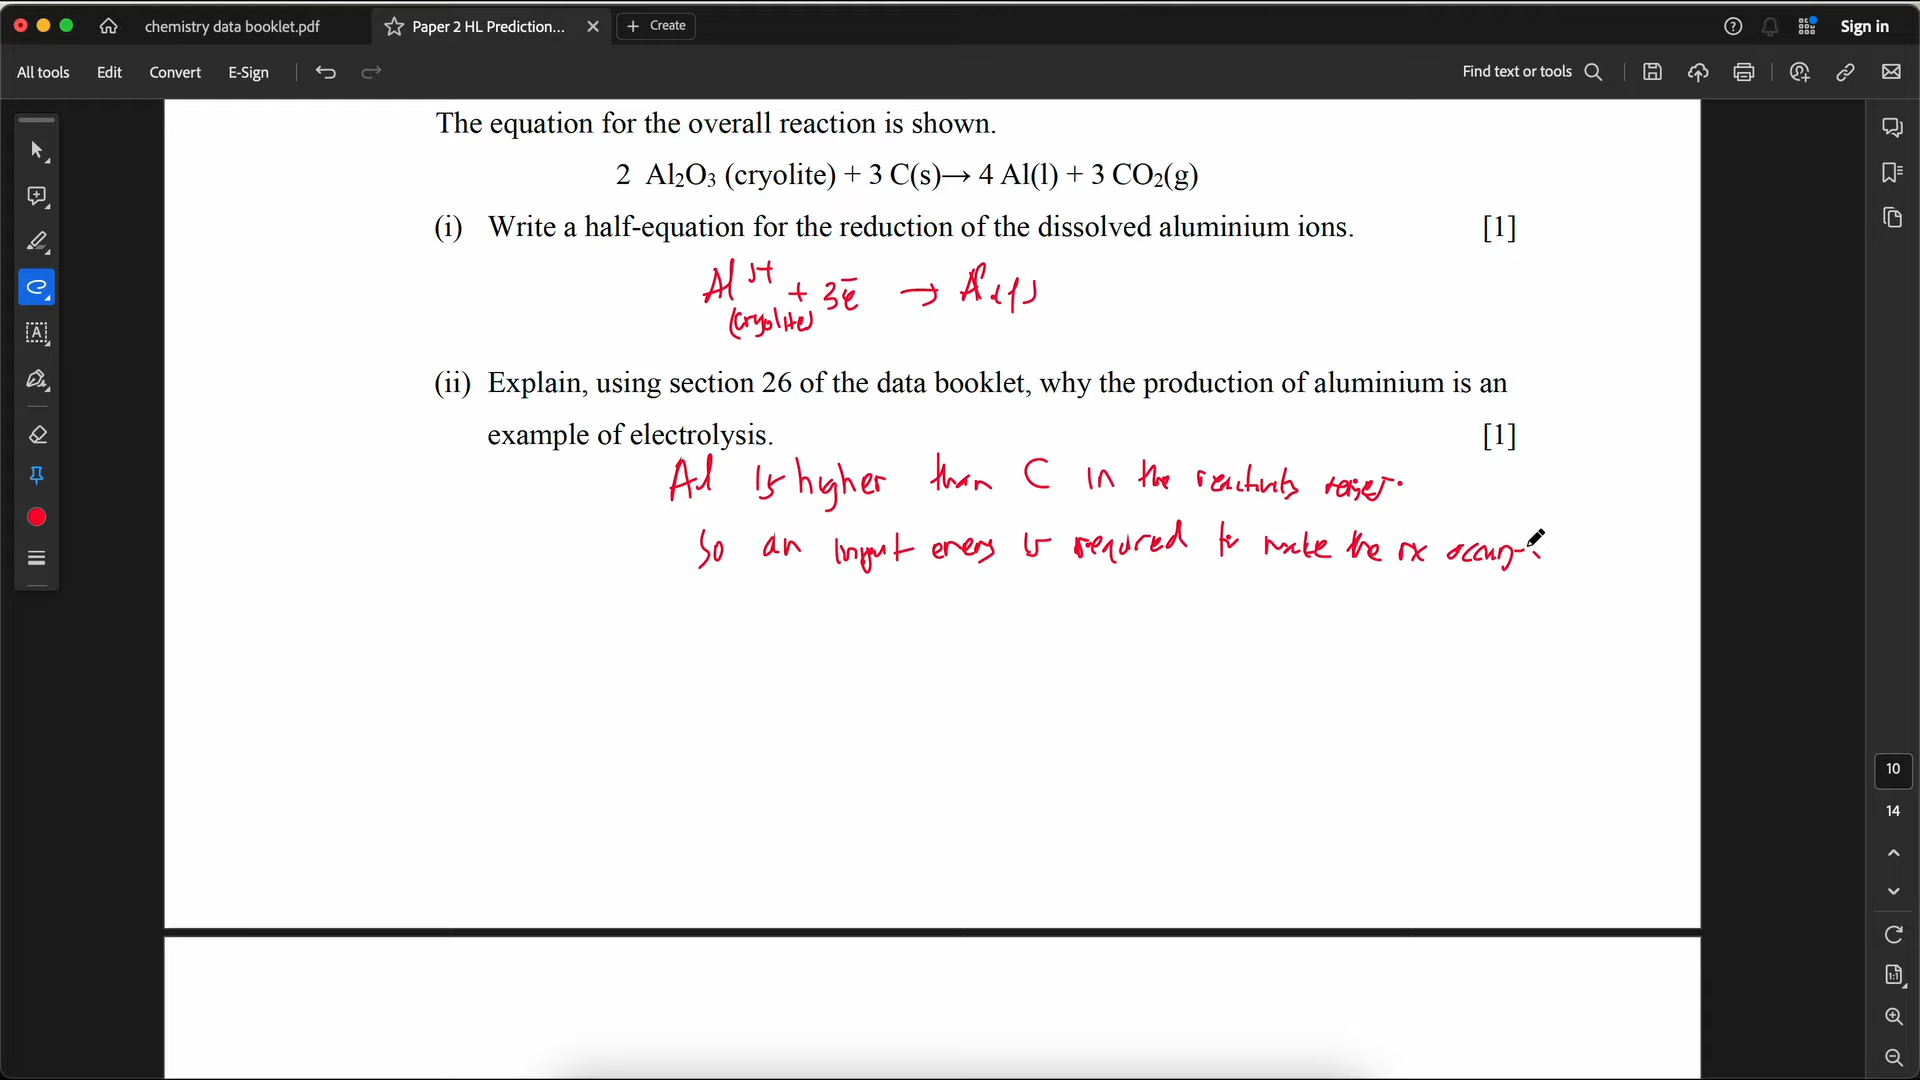 chemistry data booklet.pdf
Paper 2 HL Prediction...
Create
Sign in
All tools
Edit
Convert
E-Sign
Find text or tools
The equation for the overall reaction is shown.
2 Al₂O₃ (cryolite) + 3 C(s)→ 4 Al(l) + 3 CO₂(g)
(i) Write a half-equation for the reduction of the dissolved aluminium ions. [1]
Al³⁺ + 3e⁻ → Al(l)
(cryolite)
(ii) Explain, using section 26 of the data booklet, why the production of aluminium is an
example of electrolysis. [1]
Al is higher than C in the reactivity series.
So an input energy is required to make the rx occur
10
14